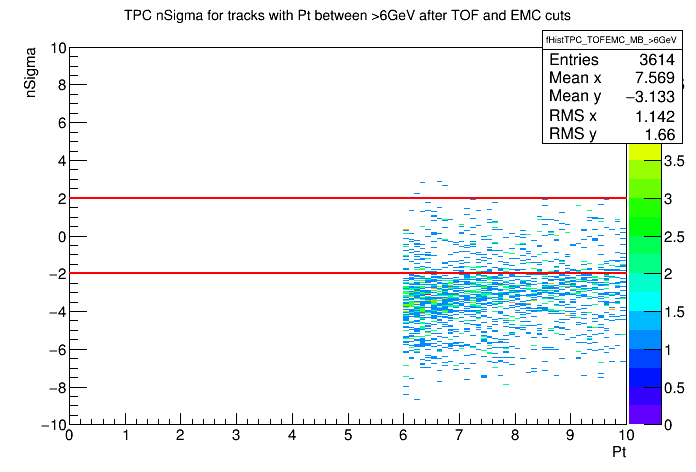 TPC nSigma for tracks with Pt between >6GeV after TOF and EMC cuts
fHistTPC_TOFEMC_MB_>6GeV
Entries 3614
Mean x 7.569
Mean y −3.133
RMS x 1.142
RMS y 1.66
nSigma
10
8
6
4
2
0
−2
−4
−6
−8
−10
0 1 2 3 4 5 6 7 8 9 10
Pt
3.5
3
2.5
2
1.5
1
0.5
0